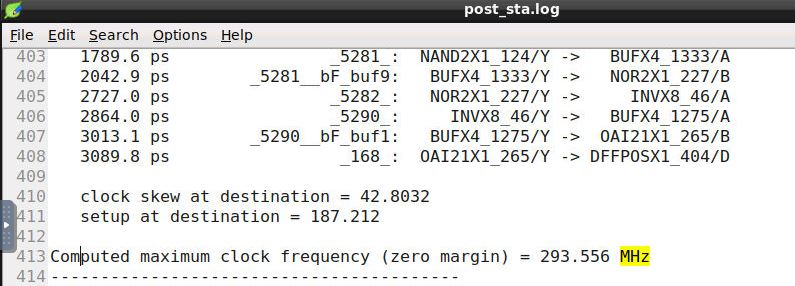 post_sta.log
File Edit Search Options Help
403 1789.6 ps _5281_: NAND2X1_124/Y -> BUFX4_1333/A
404 2042.9 ps _5281__bF_buf9: BUFX4_1333/Y -> NOR2X1_227/B
405 2727.0 ps _5282_: NOR2X1_227/Y -> INVX8_46/A
406 2864.0 ps _5290_: INVX8_46/Y -> BUFX4_1275/A
407 3013.1 ps _5290__bF_buf1: BUFX4_1275/Y -> OAI21X1_265/B
408 3089.8 ps _168_: OAI21X1_265/Y -> DFFPOSX1_404/D
409
410 clock skew at destination = 42.8032
411 setup at destination = 187.212
412
413 Computed maximum clock frequency (zero margin) = 293.556 MHz
414 -----------------------------------------